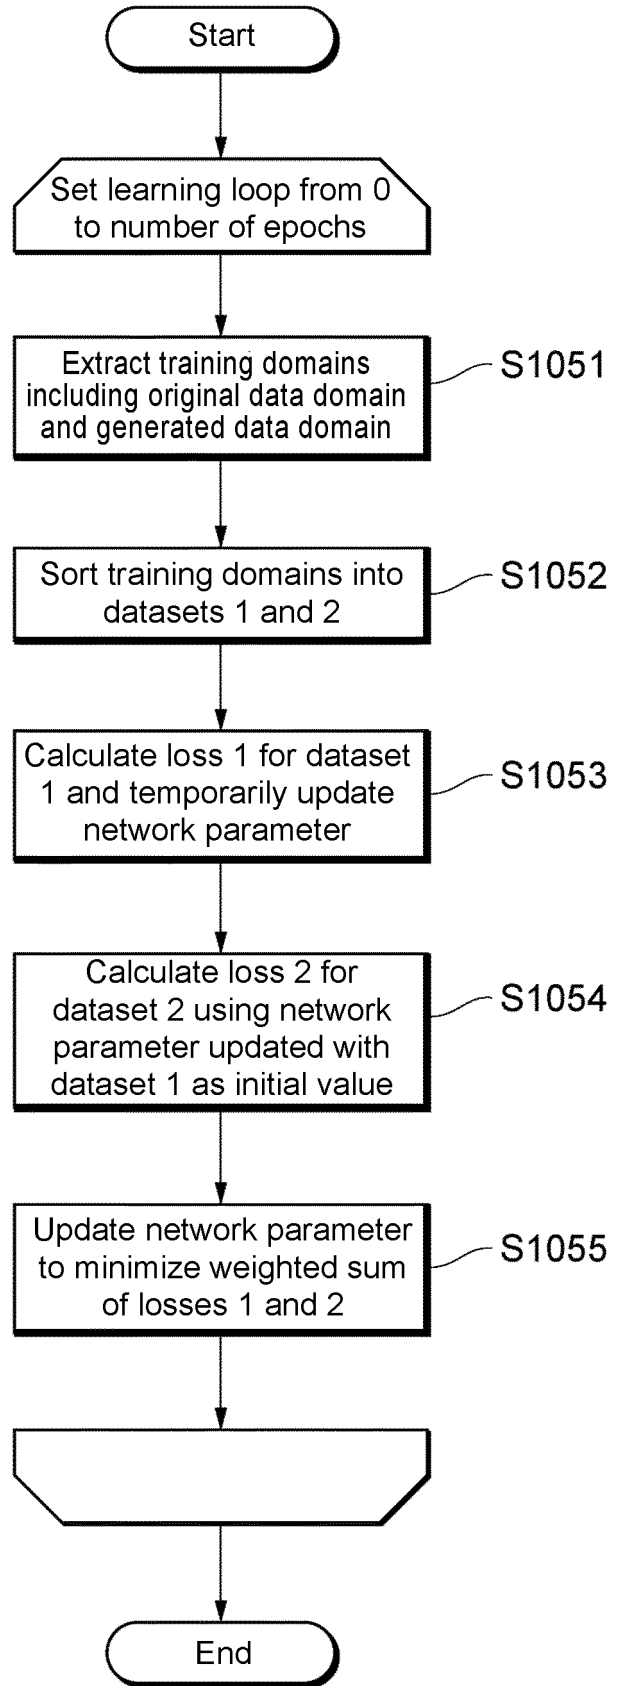 Start
Set learning loop from 0
to number of epochs
Extract training domains
including original data domain
and generated data domain
S1051
Sort training domains into
datasets 1 and 2
S1052
Calculate loss 1 for dataset
1 and temporarily update
network parameter
S1053
Calculate loss 2 for
dataset 2 using network
parameter updated with
dataset 1 as initial value
S1054
Update network parameter
to minimize weighted sum
of losses 1 and 2
S1055
End